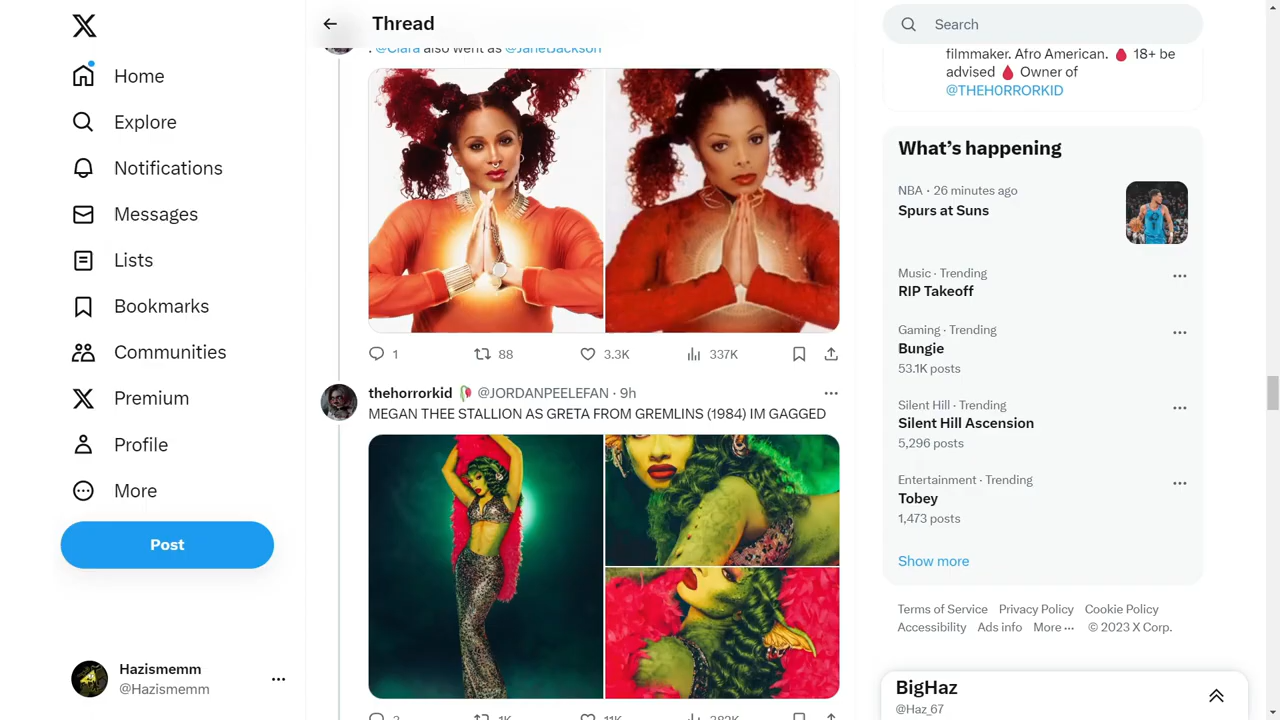 Home
Explore
Notifications
Messages
Lists
Bookmarks
Communities
Premium
Profile
More
Post
Hazismemm
@Hazismemm
Thread
. @Ciara also went as @JanetJackson
1 88 3.3K 337K
thehorrorkid @JORDANPEELEFAN · 9h
MEGAN THEE STALLION AS GRETA FROM GREMLINS (1984) IM GAGGED
1K 11K
Search
filmmaker. Afro American. 🩸 18+ be
advised 🩸 Owner of
@THEH0RRORKID
What's happening
NBA · 26 minutes ago
Spurs at Suns
Music · Trending
RIP Takeoff
Gaming · Trending
Bungie
53.1K posts
Silent Hill · Trending
Silent Hill Ascension
5,296 posts
Entertainment · Trending
Tobey
1,473 posts
Show more
Terms of Service Privacy Policy Cookie Policy
Accessibility Ads info More ··· © 2023 X Corp.
BigHaz
@Haz_67